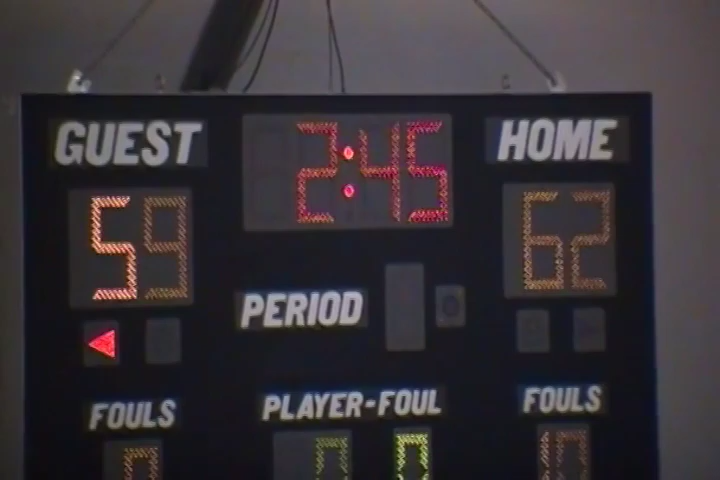 GUEST 2:45 HOME
59 62
PERIOD
FOULS PLAYER-FOUL FOULS